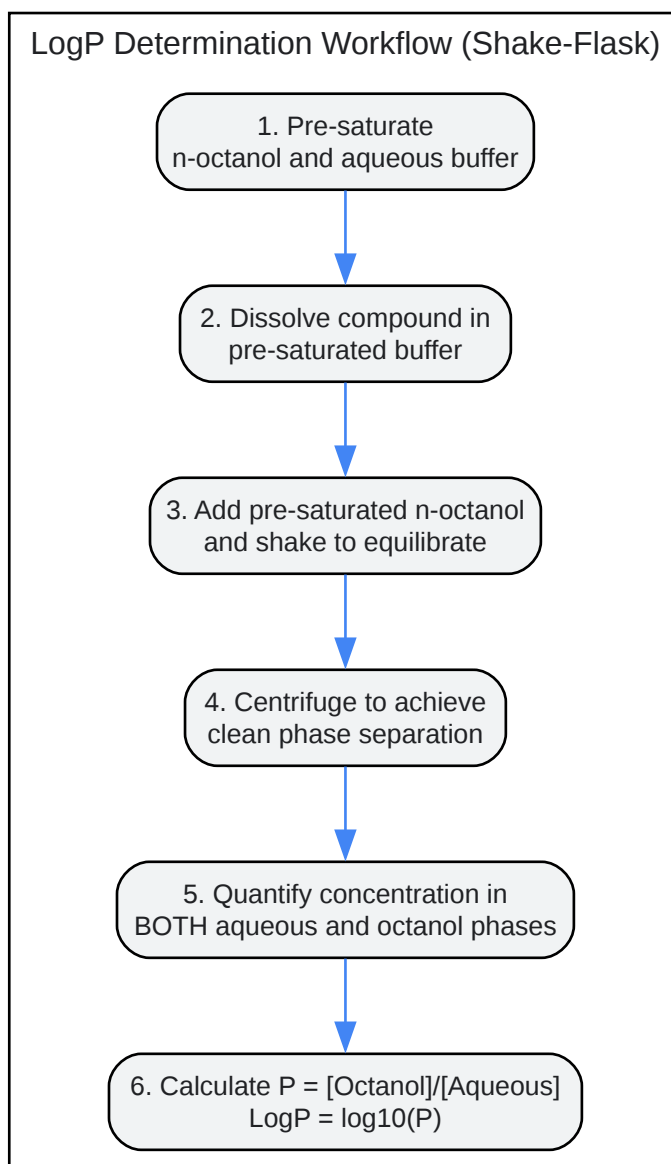 LogP Determination Workflow (Shake-Flask)
1. Pre-saturate
n-octanol and aqueous buffer
2. Dissolve compound in
pre-saturated buffer
3. Add pre-saturated n-octanol
and shake to equilibrate
4. Centrifuge to achieve
clean phase separation
5. Quantify concentration in
BOTH aqueous and octanol phases
6. Calculate P = [Octanol]/[Aqueous]
LogP = log10(P)